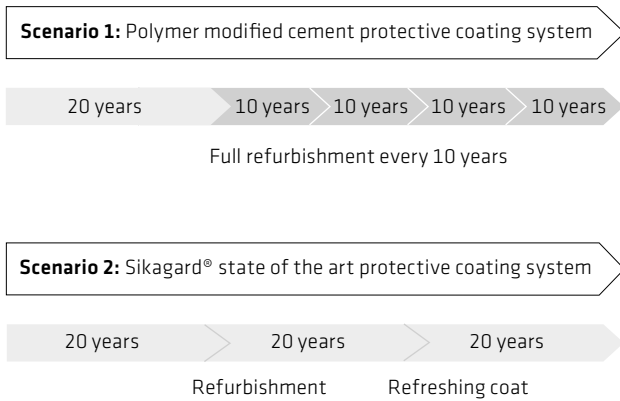 Scenario 1: Polymer modified cement protective coating system
20 years 10 years 10 years 10 years 10 years
Full refurbishment every 10 years
Scenario 2: Sikagard® state of the art protective coating system
20 years 20 years 20 years
Refurbishment Refreshing coat